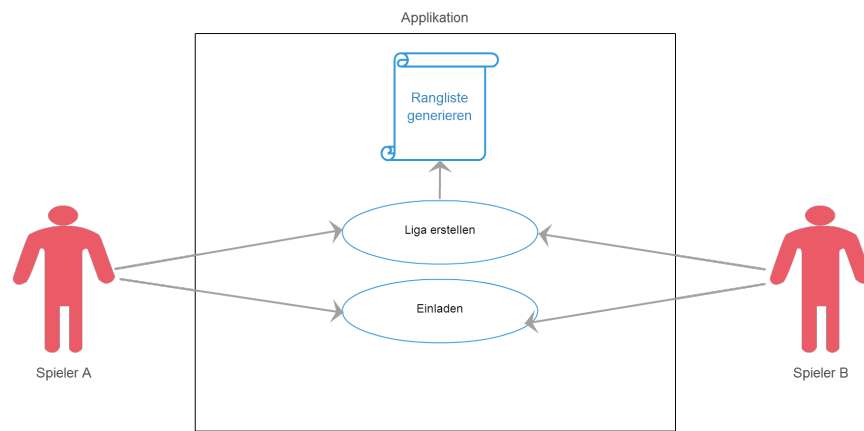 Applikation
Rangliste
generieren
Liga erstellen
Einladen
Spieler A
Spieler B